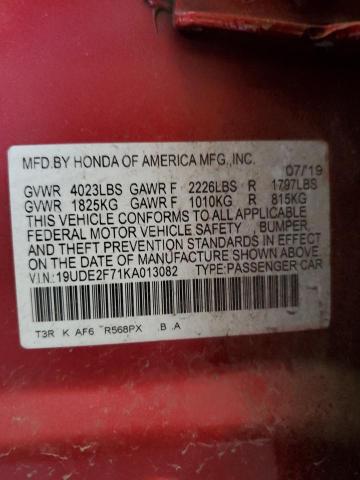 MFD.BY HONDA OF AMERICA MFG.,INC. 07/19
GVWR 4023LBS GAWR F 2226LBS R 1797LBS
GVWR 1825KG GAWR F 1010KG R 815KG
THIS VEHICLE CONFORMS TO ALL APPLICABLE
FEDERAL MOTOR VEHICLE SAFETY, BUMPER,
AND THEFT PREVENTION STANDARDS IN EFFECT
ON THE DATE OF MANUFACTURE SHOWN ABOVE.
V.I.N.:19UDE2F71KA013082 TYPE:PASSENGER CAR
T3R K AF6 R568PX B A